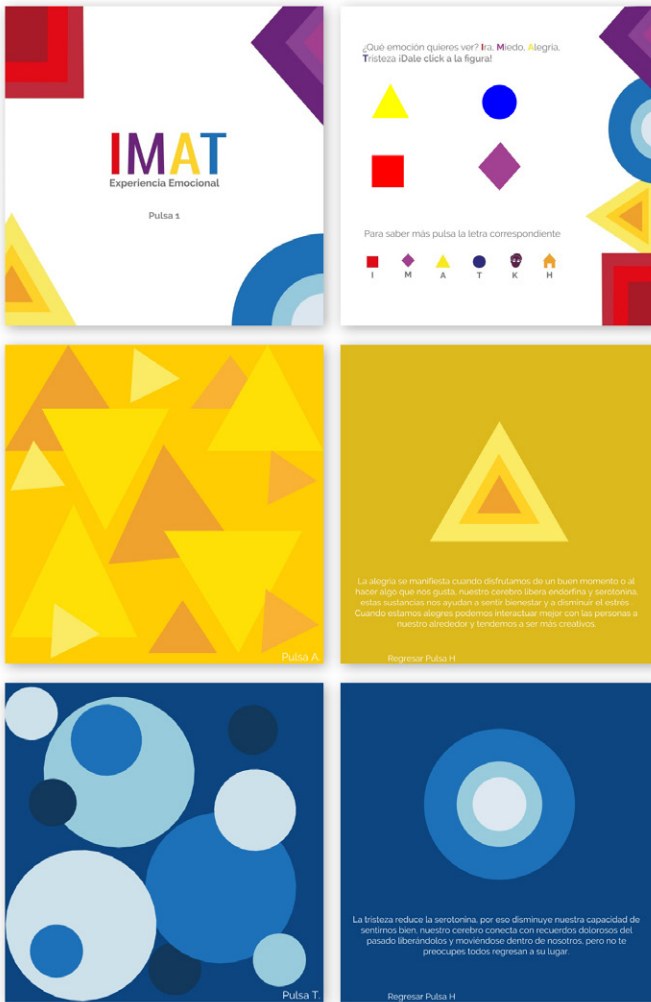 IMAT
Experiencia Emocional
Pulsa 1
¿Qué emoción quieres ver? Ira, Miedo, Alegría,
Tristeza ¡Dale click a la figura!
Para saber más pulsa la letra correspondiente
I M A T K H
Pulsa A
La alegría se manifiesta cuando disfrutamos de un buen momento o al
hacer algo que nos gusta, nuestro cerebro libera endorfina y serotonina,
estas sustancias nos ayudan a sentir bienestar y a disminuir el estrés
Cuando estamos alegres podemos interactuar mejor con las personas a
nuestro alrededor y tendemos a ser más creativos
Regresar Pulsa H
Pulsa T.
La tristeza reduce la serotonina, por eso disminuye nuestra capacidad de
sentirnos bien, nuestro cerebro conecta con recuerdos dolorosos del
pasado liberándolos y moviéndose dentro de nosotros, pero no te
preocupes todos regresan a su lugar.
Regresar Pulsa H